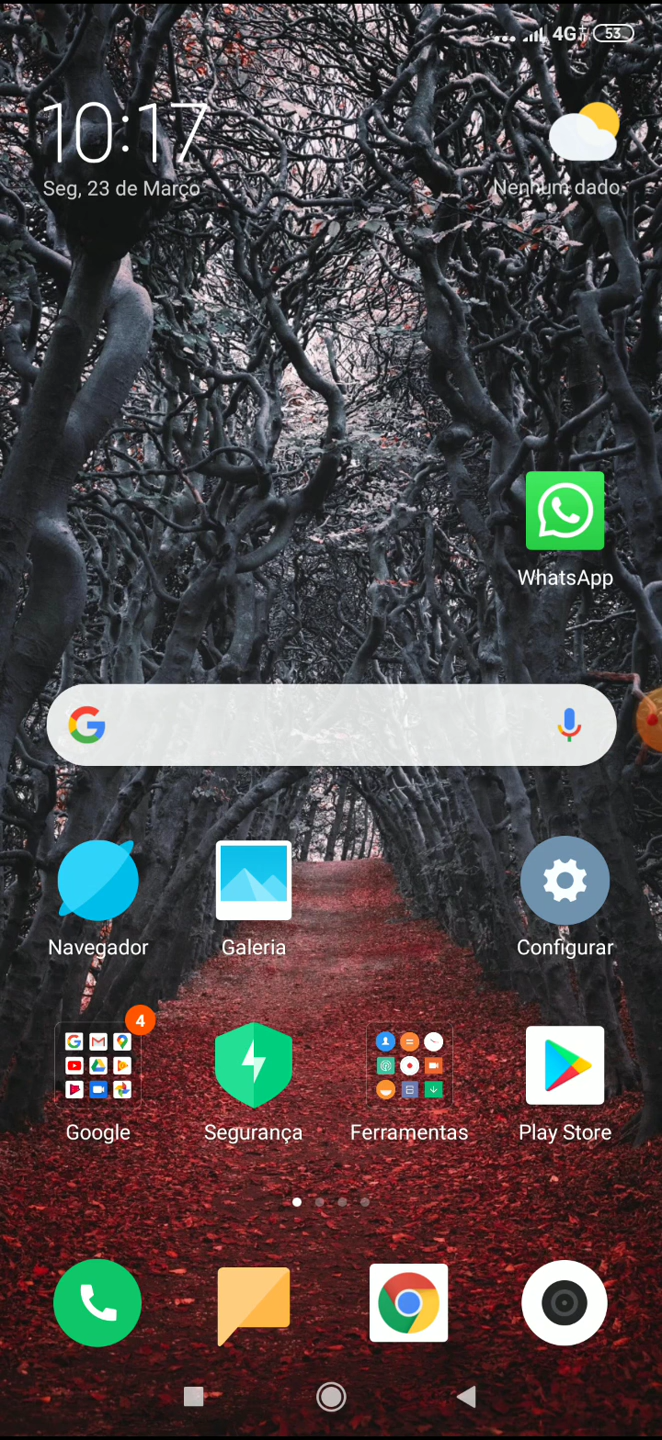 4G
53
10:17
Seg, 23 de Março
Nenhum dado
WhatsApp
Navegador
Galeria
Configurar
4
Google
Segurança
Ferramentas
Play Store